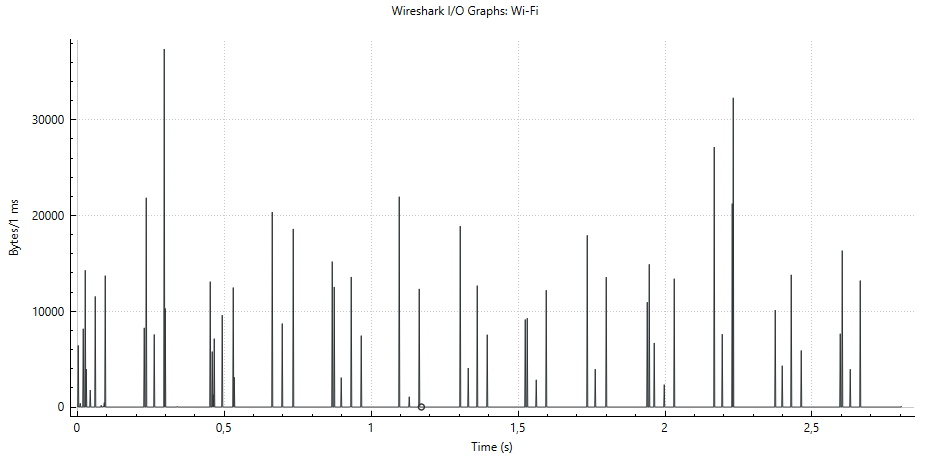 Wireshark I/O Graphs: Wi-Fi
30000
20000
10000
0
Bytes/1 ms
0 0,5 1 1,5 2 2,5
Time (s)